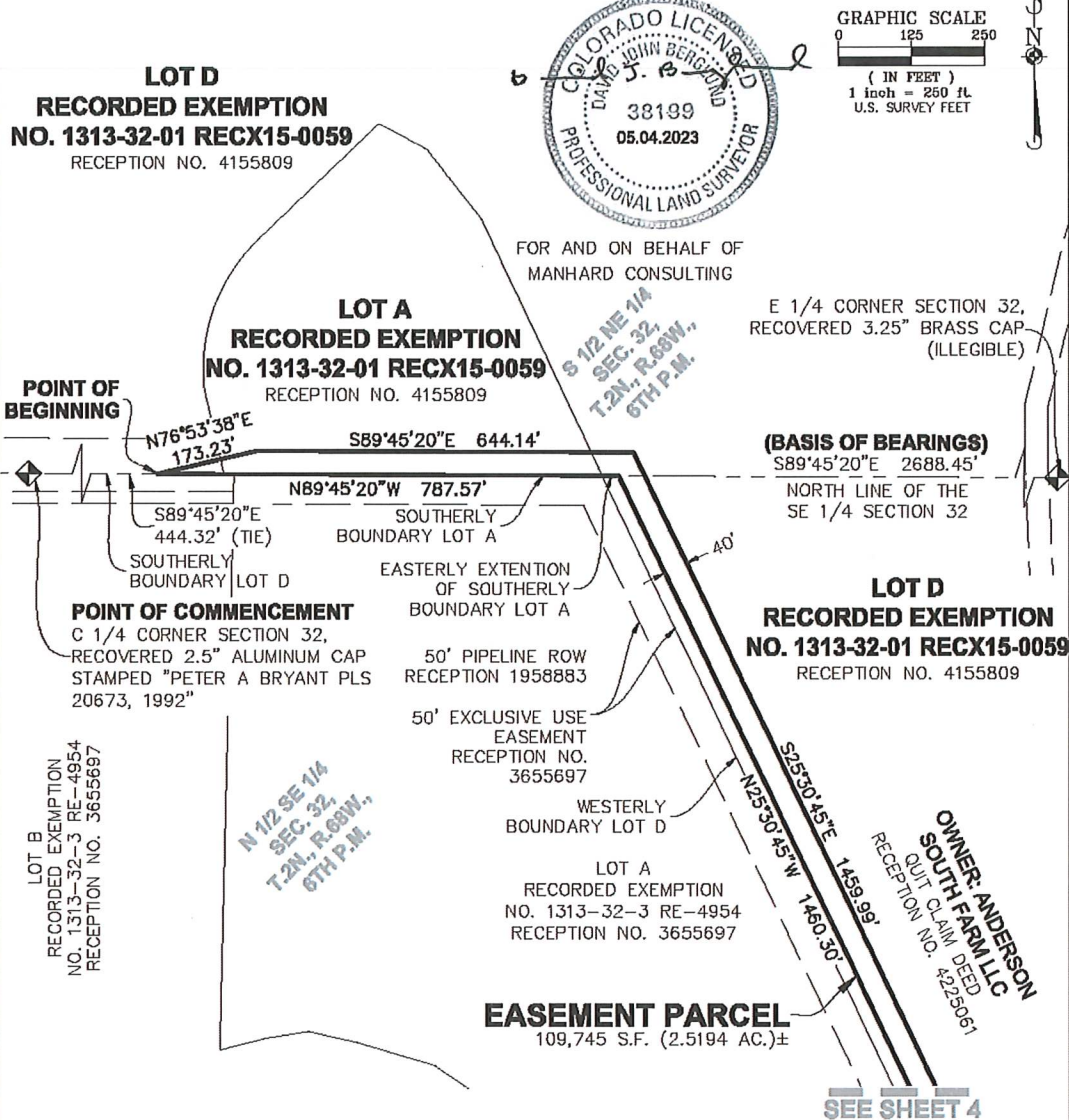 LOT D
RECORDED EXEMPTION
NO. 1313-32-01 RECX15-0059
RECEPTION NO. 4155809
COLORADO LICENSED
DAVID JOHN BERGLUND
38199
05.04.2023
PROFESSIONAL LAND SURVEYOR
GRAPHIC SCALE
0 125 250
( IN FEET )
1 inch = 250 ft.
U.S. SURVEY FEET
N
FOR AND ON BEHALF OF
MANHARD CONSULTING
LOT A
RECORDED EXEMPTION
NO. 1313-32-01 RECX15-0059
RECEPTION NO. 4155809
S 1/2 NE 1/4
SEC. 32,
T.2N., R.68W.,
6TH P.M.
E 1/4 CORNER SECTION 32,
RECOVERED 3.25" BRASS CAP
(ILLEGIBLE)
POINT OF
BEGINNING
N76°53'38"E
173.23'
S89°45'20"E 644.14'
(BASIS OF BEARINGS)
S89°45'20"E 2688.45'
NORTH LINE OF THE
SE 1/4 SECTION 32
N89°45'20"W 787.57'
S89°45'20"E
444.32' (TIE)
SOUTHERLY
BOUNDARY LOT A
SOUTHERLY
BOUNDARY LOT D
EASTERLY EXTENTION
OF SOUTHERLY
BOUNDARY LOT A
40'
POINT OF COMMENCEMENT
C 1/4 CORNER SECTION 32,
RECOVERED 2.5" ALUMINUM CAP
STAMPED "PETER A BRYANT PLS
20673, 1992"
LOT D
RECORDED EXEMPTION
NO. 1313-32-01 RECX15-0059
RECEPTION NO. 4155809
50' PIPELINE ROW
RECEPTION 1958883
50' EXCLUSIVE USE
EASEMENT
RECEPTION NO.
3655697
S25°30'45"E 1459.99'
N25°30'45"W 1460.30'
WESTERLY
BOUNDARY LOT D
LOT B
RECORDED EXEMPTION
NO. 1313-32-3 RE-4954
RECEPTION NO. 3655697
N 1/2 SE 1/4
SEC. 32,
T.2N., R.68W.,
6TH P.M.
LOT A
RECORDED EXEMPTION
NO. 1313-32-3 RE-4954
RECEPTION NO. 3655697
OWNER: ANDERSON
SOUTH FARM LLC
QUIT CLAIM DEED
RECEPTION NO. 4225061
EASEMENT PARCEL
109,745 S.F. (2.5194 AC.)±
SEE SHEET 4